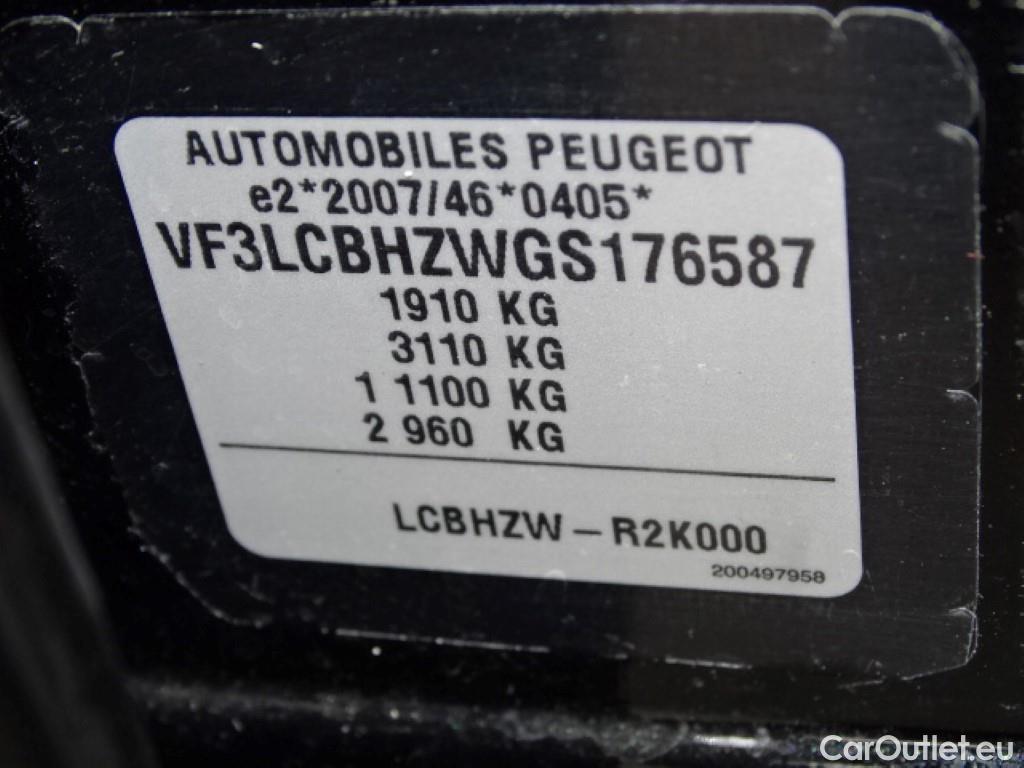 AUTOMOBILES PEUGEOT
e2*2007/46*0405*
VF3LCBHZWGS176587
1910 KG
3110 KG
1 1100 KG
2 960 KG
LCBHZW – R2K000
200497958
CarOutlet.eu